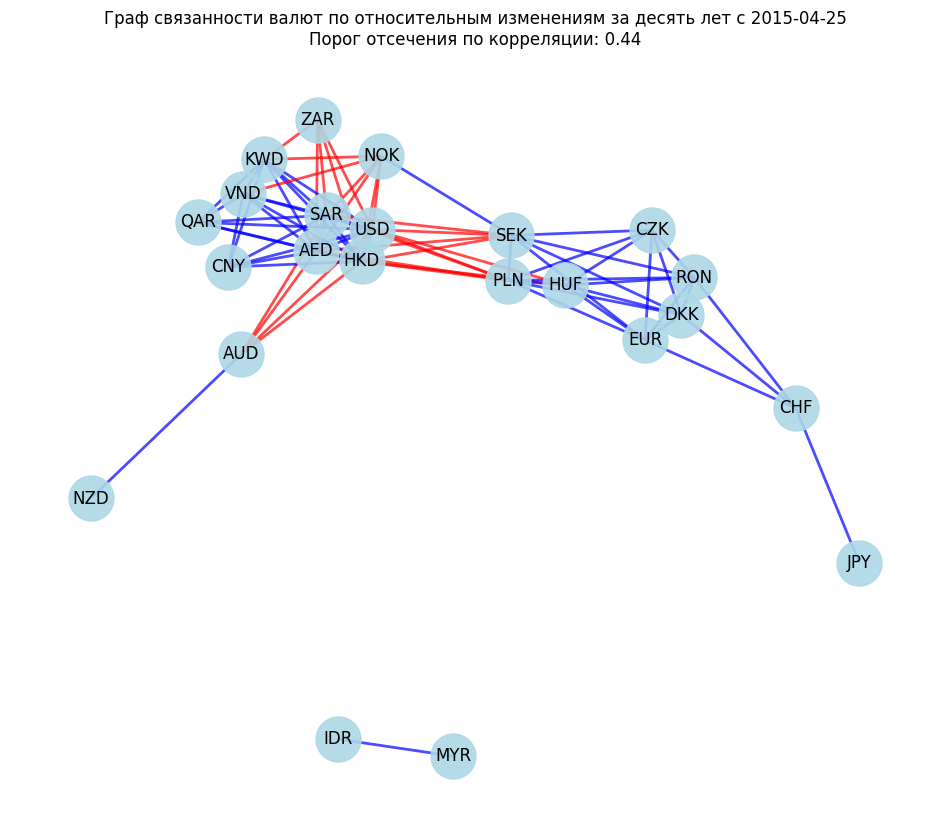 Граф связанности валют по относительным изменениям за десять лет с 2015-04-25
Порог отсечения по корреляции: 0.44
ZAR
KWD
NOK
VND
QAR
SAR
USD
SEK
CZK
AED
HKD
CNY
PLN
HUF
RON
DKK
EUR
AUD
CHF
NZD
JPY
IDR
MYR